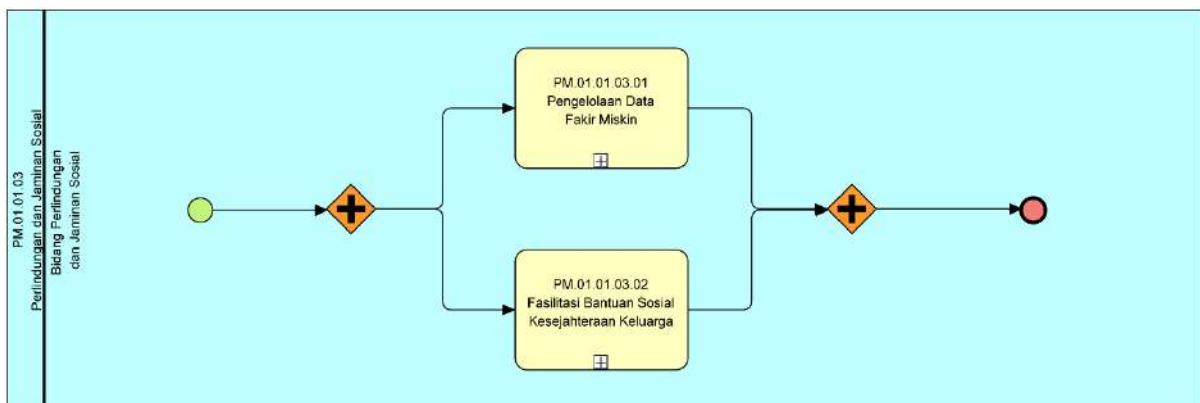 PM.01.01.03
Perlindungan dan Jaminan Sosial
Bidang Perlindungan
dan Jaminan Sosial
PM.01.01.03.01
Pengelolaan Data
Fakir Miskin
PM.01.01.03.02
Fasilitasi Bantuan Sosial
Kesejahteraan Keluarga